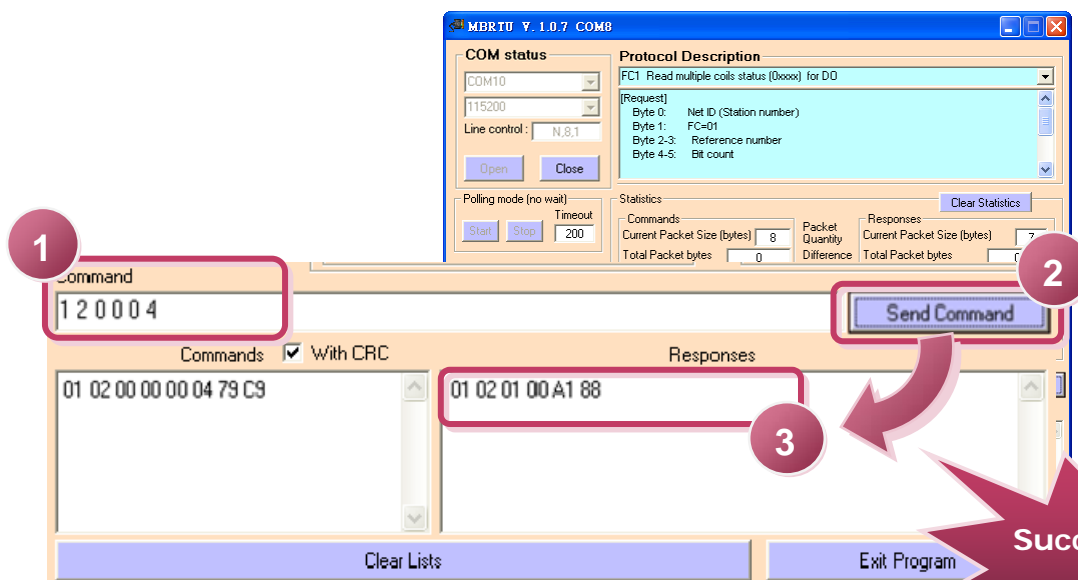 MBRTU V. 1.0.7 COM8
COM status
COM10
115200
Line control : N,8,1
Open Close
Protocol Description
FC1 Read multiple coils status (0xxxx) for DO
[Request]
Byte 0: Net ID (Station number)
Byte 1: FC=01
Byte 2-3: Reference number
Byte 4-5: Bit count
Polling mode (no wait)
Timeout
Start Stop 200
Statistics
Clear Statistics
Commands
Current Packet Size (bytes) 8
Total Packet bytes 0
Packet
Quantity
Difference
Responses
Current Packet Size (bytes) 7
Total Packet bytes 0
1
Command
1 2 0 0 0 4
2
Send Command
Commands With CRC
Responses
01 02 00 00 00 04 79 C9
01 02 01 00 A1 88
3
Clear Lists
Exit Program